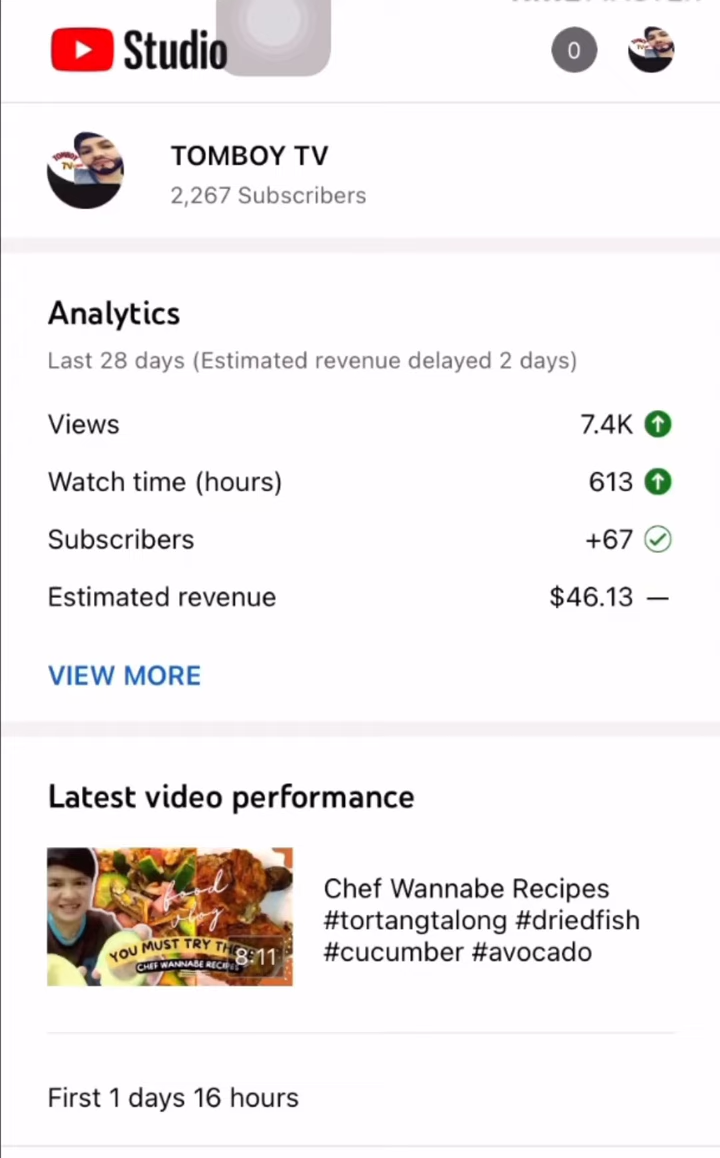 Studio
0
TOMBOY TV
2,267 Subscribers
Analytics
Last 28 days (Estimated revenue delayed 2 days)
Views 7.4K
Watch time (hours) 613
Subscribers +67
Estimated revenue $46.13 —
VIEW MORE
Latest video performance
food
vlog
YOU MUST TRY
CHEF WANNABE
8:11
Chef Wannabe Recipes
#tortangtalong #driedfish
#cucumber #avocado
First 1 days 16 hours